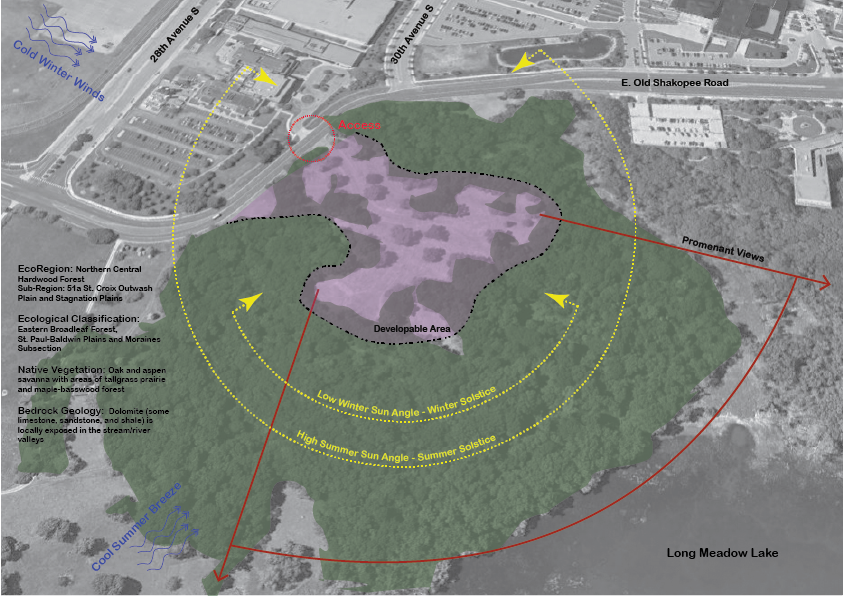 Cold Winter Winds
28th Avenue S
30th Avenue S
E. Old Shakopee Road
Access
Promenant Views
EcoRegion: Northern Central
Hardwood Forest
Sub-Region: 51a St. Croix Outwash
Plain and Stagnation Plains
Ecological Classification:
Eastern Broadleaf Forest,
St. Paul-Baldwin Plains and Moraines
Subsection
Native Vegetation: Oak and aspen
savanna with areas of tallgrass prairie
and maple-basswood forest
Bedrock Geology: Dolomite (some
limestone, sandstone, and shale) is
locally exposed in the stream/river
valleys
Developable Area
Low Winter Sun Angle - Winter Solstice
High Summer Sun Angle - Summer Solstice
Cool Summer Breeze
Long Meadow Lake